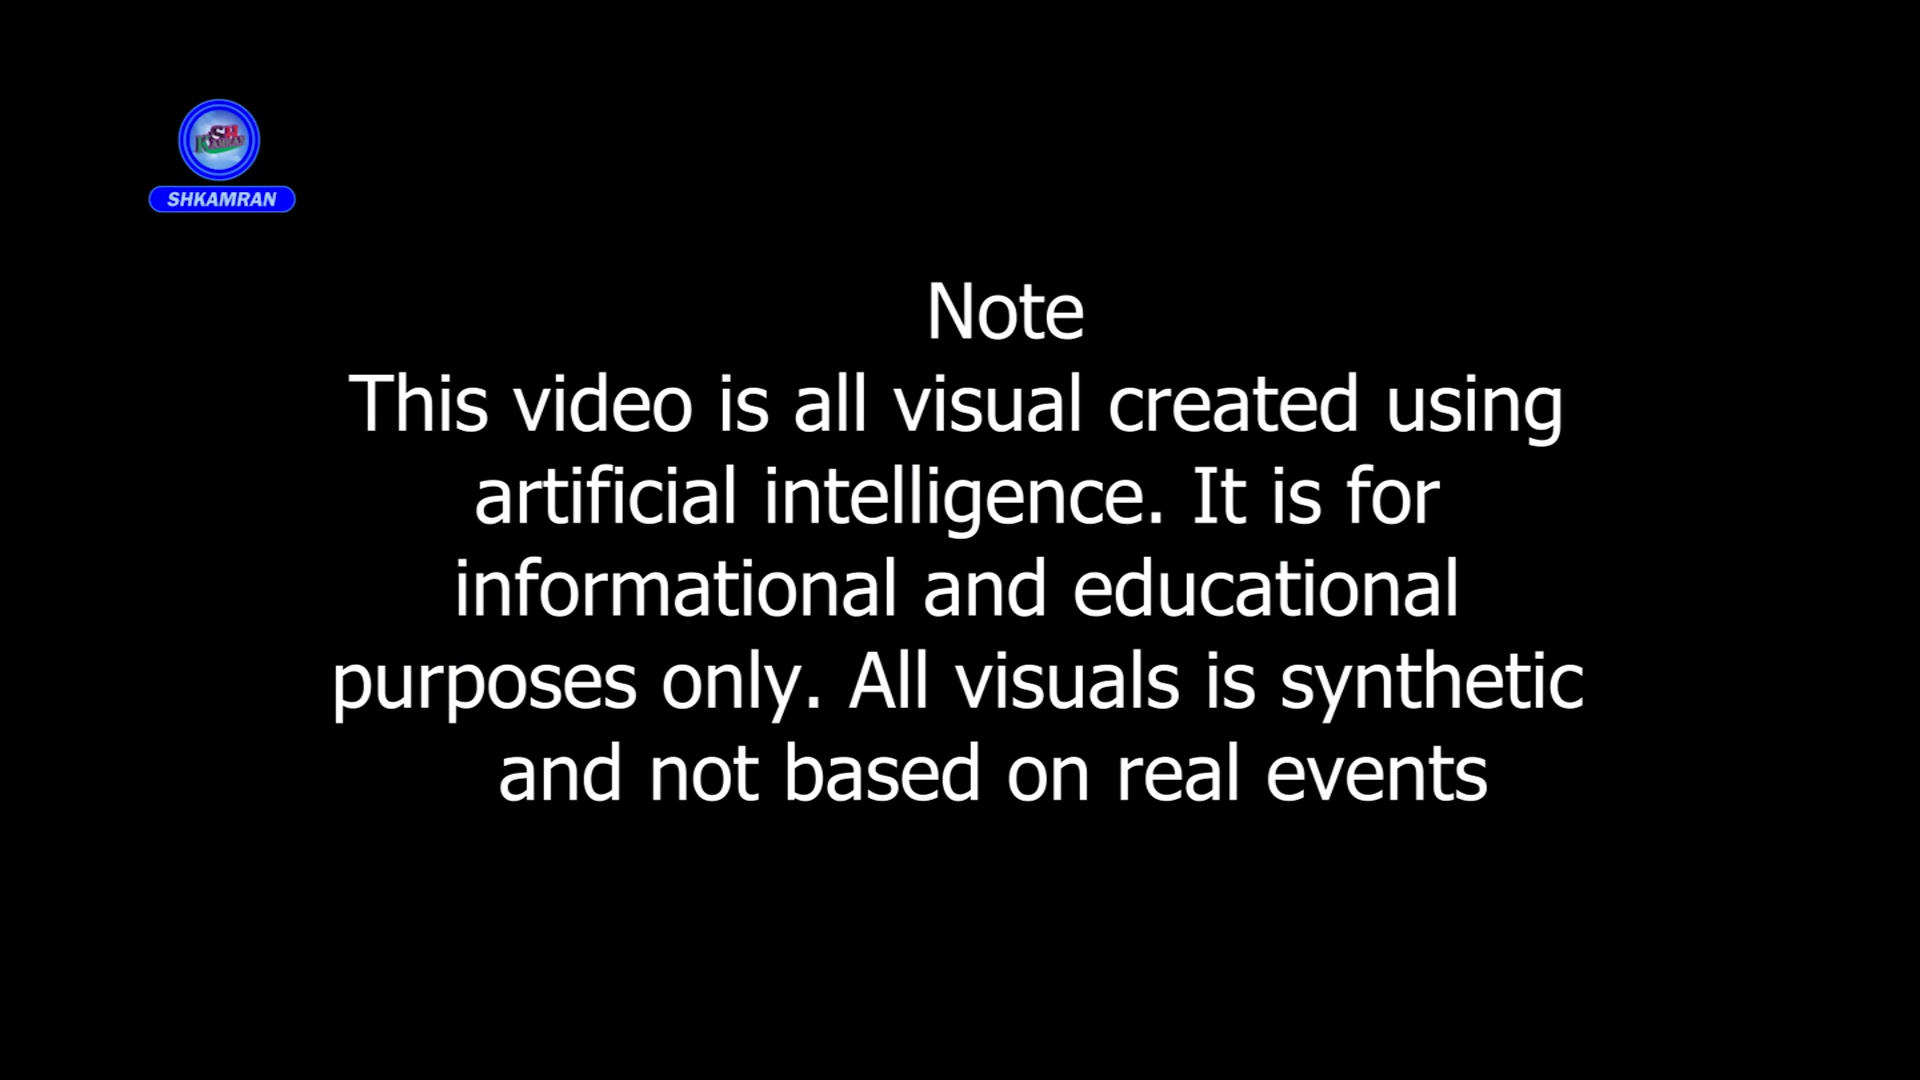 SH
SHKAMRAN
Note
This video is all visual created using
artificial intelligence. It is for
informational and educational
purposes only. All visuals is synthetic
and not based on real events